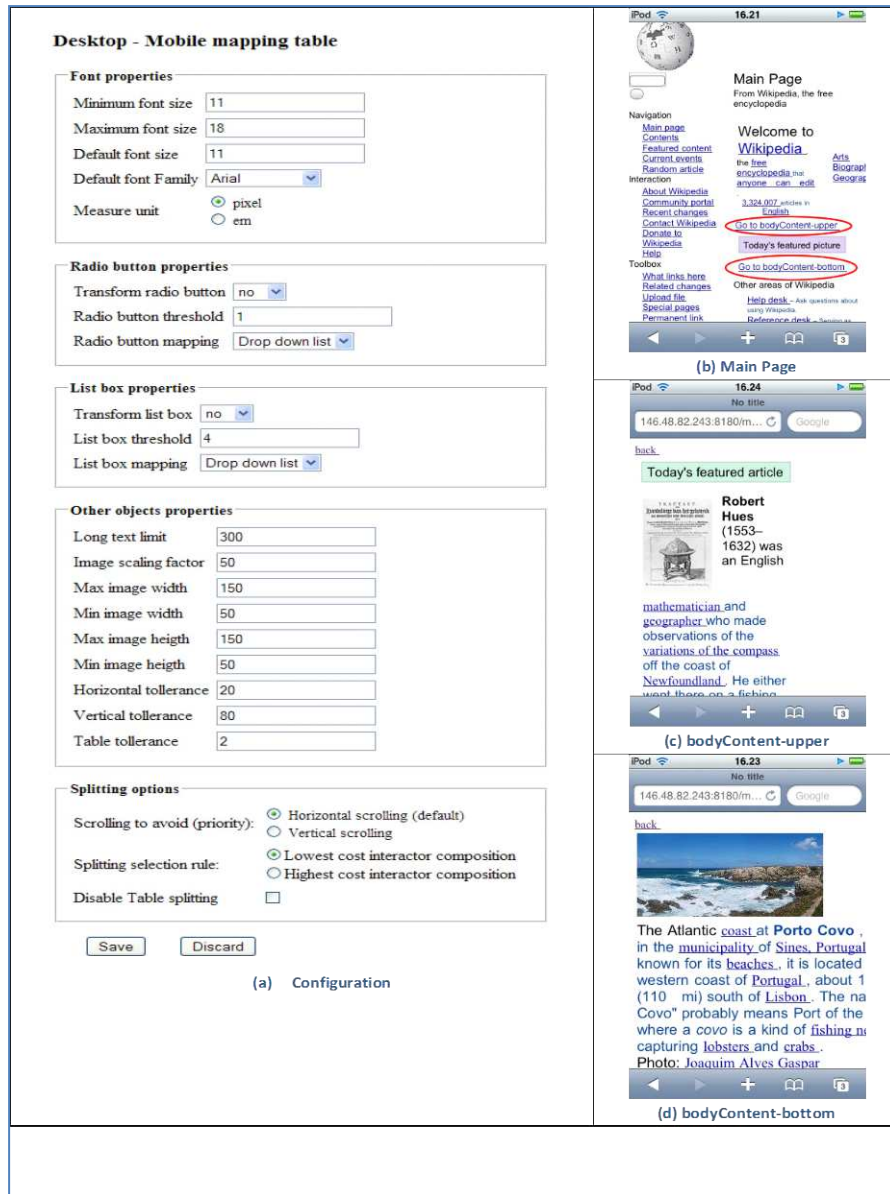 Desktop - Mobile mapping table
Font properties
Minimum font size 11
Maximum font size 18
Default font size 11
Default font Family Arial
Measure unit
pixel
em
Radio button properties
Transform radio button no
Radio button threshold 1
Radio button mapping Drop down list
List box properties
Transform list box no
List box threshold 4
List box mapping Drop down list
Other objects properties
Long text limit 300
Image scaling factor 50
Max image width 150
Min image width 50
Max image heigth 150
Min image heigth 50
Horizontal tollerance 20
Vertical tollerance 80
Table tollerance 2
Splitting options
Scrolling to avoid (priority):
Horizontal scrolling (default)
Vertical scrolling
Splitting selection rule:
Lowest cost interactor composition
Highest cost interactor composition
Disable Table splitting
Save Discard
(a) Configuration
iPod 16.21
Navigation
Main page
Contents
Featured content
Current events
Random article
Interaction
About Wikipedia
Community portal
Recent changes
Contact Wikipedia
Donate to
Wikipedia
Help
Toolbox
What links here
Related changes
Upload file
Special pages
Permanent link
Main Page
From Wikipedia, the free
encyclopedia
Welcome to
Wikipedia
the free
encyclopedia that
anyone can edit
.
Arts
Biograp
Geograp
3,324,007 articles in
English
Go to bodyContent-upper
Today's featured picture
Go to bodyContent-bottom
Other areas of Wikipedia
Help desk – Ask questions about
using Wikipedia.
Reference desk – Serving as
3
(b) Main Page
iPod 16.24
No title
146.48.82.243:8180/m... Google
back
Today's featured article
Robert
Hues
(1553–
1632) was
an English
mathematician and
geographer who made
observations of the
variations of the compass
off the coast of
Newfoundland . He either
went there on a fishing
3
(c) bodyContent-upper
iPod 16.23
No title
146.48.82.243:8180/m... Google
back
The Atlantic coast at Porto Covo ,
in the municipality of Sines, Portugal
known for its beaches , it is located
western coast of Portugal , about 1
(110 mi) south of Lisbon . The na
Covo" probably means Port of the
where a covo is a kind of fishing ne
capturing lobsters and crabs .
Photo: Joaquim Alves Gaspar
3
(d) bodyContent-bottom